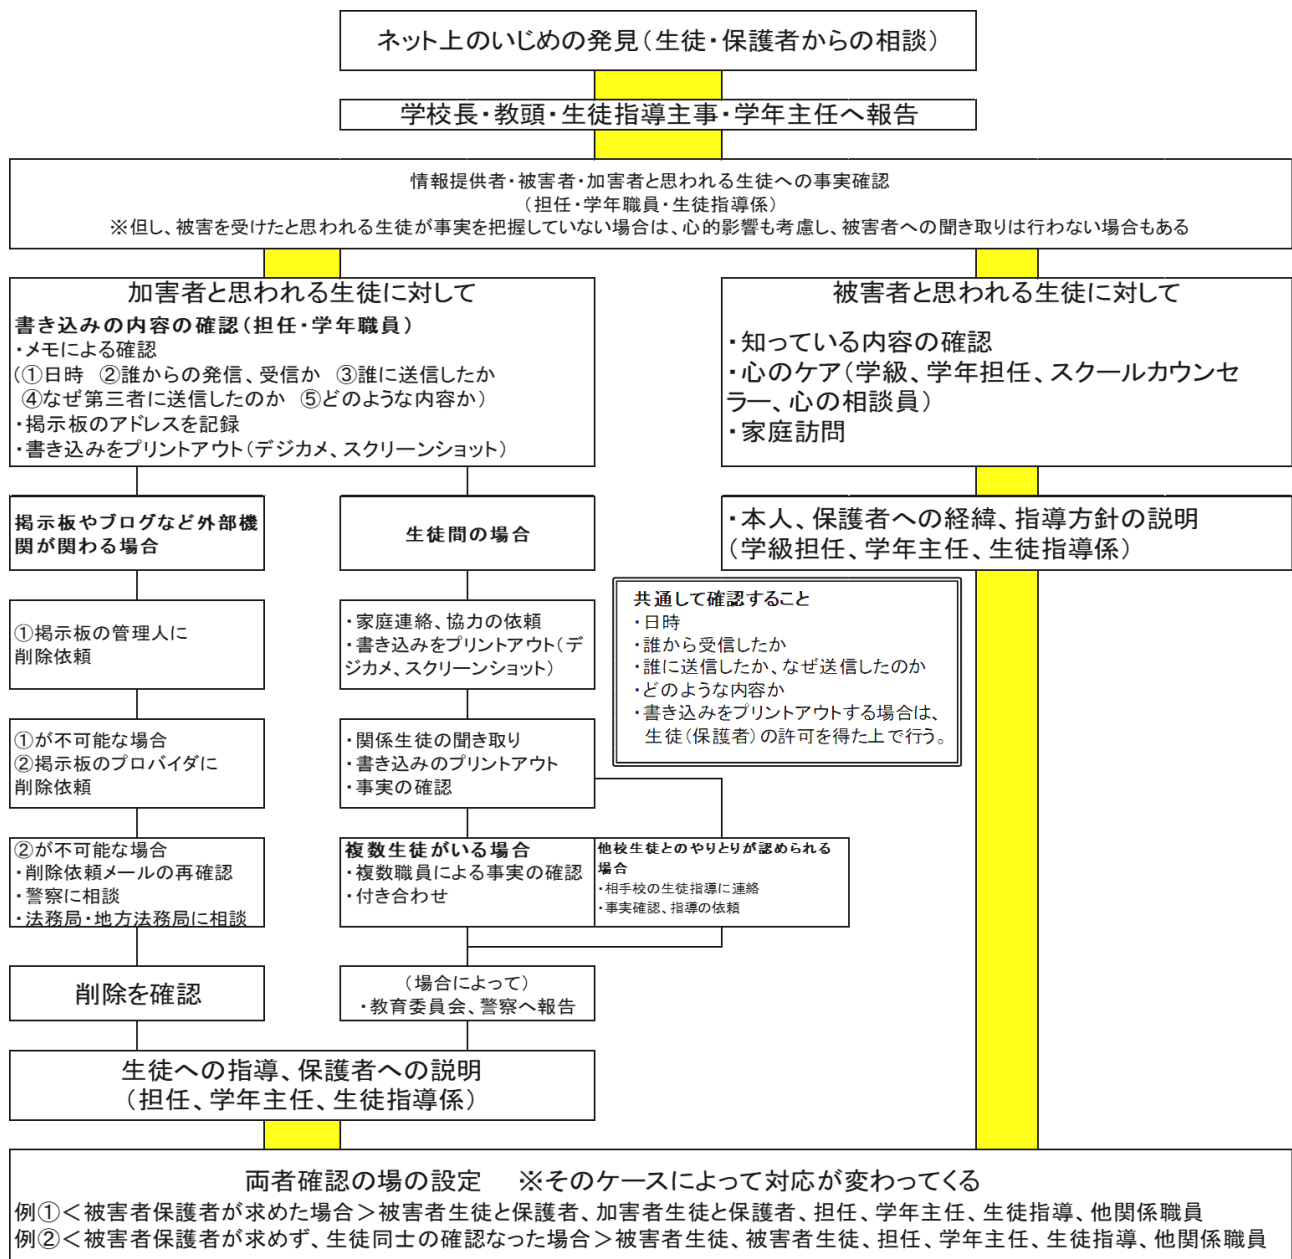 ネット上のいじめの発見（生徒・保護者からの相談）
学校長・教頭・生徒指導主事・学年主任へ報告
情報提供者・被害者・加害者と思われる生徒への事実確認
（担任・学年職員・生徒指導係）
※但し、被害を受けたと思われる生徒が事実を把握していない場合は、心的影響も考慮し、被害者への聞き取りは行わない場合もある
加害者と思われる生徒に対して
書き込みの内容の確認（担任・学年職員）
・メモによる確認
（①日時　②誰からの発信、受信か　③誰に送信したか
④なぜ第三者に送信したのか　⑤どのような内容か）
・掲示板のアドレスを記録
・書き込みをプリントアウト（デジカメ、スクリーンショット）
被害者と思われる生徒に対して
・知っている内容の確認
・心のケア（学級、学年担任、スクールカウンセ
ラー、心の相談員）
・家庭訪問
掲示板やブログなど外部機
関が関わる場合
生徒間の場合
・本人、保護者への経緯、指導方針の説明
（学級担任、学年主任、生徒指導係）
①掲示板の管理人に
削除依頼
・家庭連絡、協力の依頼
・書き込みをプリントアウト（デ
ジカメ、スクリーンショット）
共通して確認すること
・日時
・誰から受信したか
・誰に送信したか、なぜ送信したのか
・どのような内容か
・書き込みをプリントアウトする場合は、
生徒（保護者）の許可を得た上で行う。
①が不可能な場合
②掲示板のプロバイダに
削除依頼
・関係生徒の聞き取り
・書き込みのプリントアウト
・事実の確認
②が不可能な場合
・削除依頼メールの再確認
・警察に相談
・法務局・地方法務局に相談
複数生徒がいる場合
・複数職員による事実の確認
・付き合わせ
他校生徒とのやりとりが認められる
場合
・相手校の生徒指導に連絡
・事実確認、指導の依頼
削除を確認
（場合によって）
・教育委員会、警察へ報告
生徒への指導、保護者への説明
（担任、学年主任、生徒指導係）
両者確認の場の設定　※そのケースによって対応が変わってくる
例①＜被害者保護者が求めた場合＞被害者生徒と保護者、加害者生徒と保護者、担任、学年主任、生徒指導、他関係職員
例②＜被害者保護者が求めず、生徒同士の確認なった場合＞被害者生徒、被害者生徒、担任、学年主任、生徒指導、他関係職員